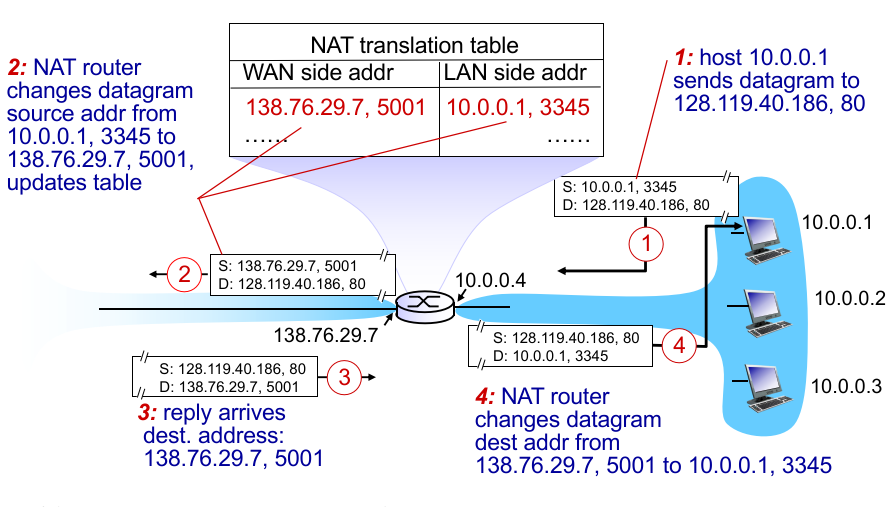 NAT translation table
WAN side addr
LAN side addr
138.76.29.7, 5001
10.0.0.1, 3345
......
......
2: NAT router
changes datagram
source addr from
10.0.0.1, 3345 to
138.76.29.7, 5001,
updates table
1: host 10.0.0.1
sends datagram to
128.119.40.186, 80
S: 10.0.0.1, 3345
D: 128.119.40.186, 80
1
10.0.0.1
S: 138.76.29.7, 5001
D: 128.119.40.186, 80
2
10.0.0.4
10.0.0.2
138.76.29.7
S: 128.119.40.186, 80
D: 10.0.0.1, 3345
4
S: 128.119.40.186, 80
D: 138.76.29.7, 5001
3
10.0.0.3
3: reply arrives
dest. address:
138.76.29.7, 5001
4: NAT router
changes datagram
dest addr from
138.76.29.7, 5001 to 10.0.0.1, 3345